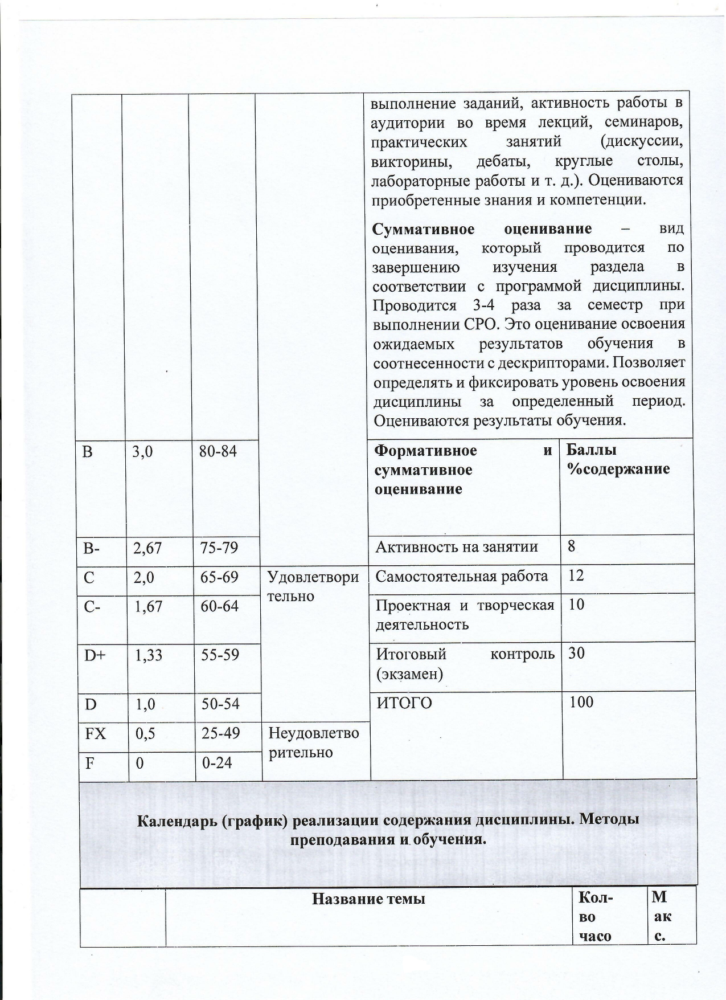 выполнение заданий, активность работы в
аудитории во время лекций, семинаров,
практических занятий (дискуссии,
викторины, дебаты, круглые столы,
лабораторные работы и т. д.). Оцениваются
приобретенные знания и компетенции.
Суммативное оценивание – вид
оценивания, который проводится по
завершению изучения раздела в
соответствии с программой дисциплины.
Проводится 3-4 раза за семестр при
выполнении СРО. Это оценивание освоения
ожидаемых результатов обучения в
соотнесенности с дескрипторами. Позволяет
определять и фиксировать уровень освоения
дисциплины за определенный период.
Оцениваются результаты обучения.
B 3,0 80-84 Формативное и Баллы
суммативное %содержание
оценивание
B- 2,67 75-79 Активность на занятии 8
C 2,0 65-69 Удовлетвори Самостоятельная работа 12
тельно
C- 1,67 60-64 Проектная и творческая 10
деятельность
D+ 1,33 55-59 Итоговый контроль 30
(экзамен)
D 1,0 50-54 ИТОГО 100
FX 0,5 25-49 Неудовлетво
рительно
F 0 0-24
Календарь (график) реализации содержания дисциплины. Методы
преподавания и обучения.
Название темы Кол- М
во ак
часо с.